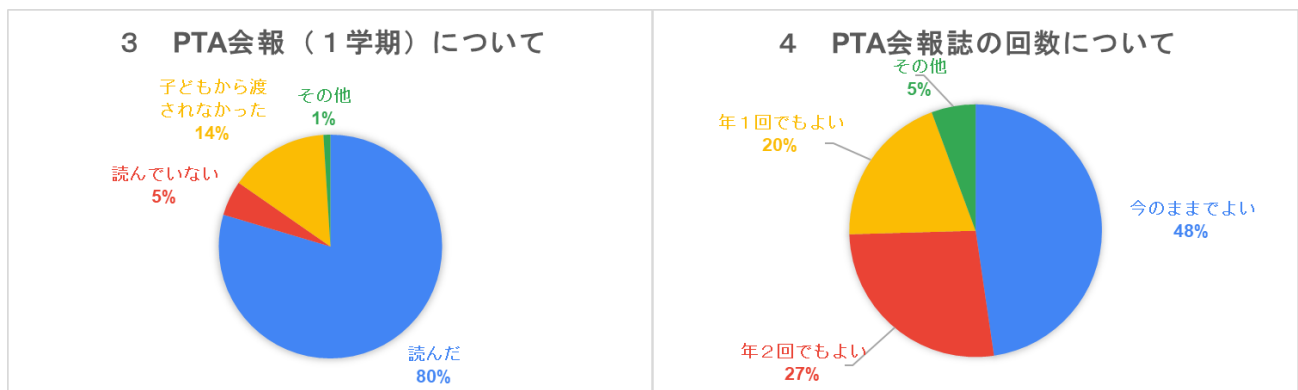 ３　PTA会報（１学期）について
子どもから渡
されなかった
14%
その他
1%
読んでいない
5%
読んだ
80%
４　PTA会報誌の回数について
その他
5%
年１回でもよい
20%
今のままでよい
48%
年２回でもよい
27%